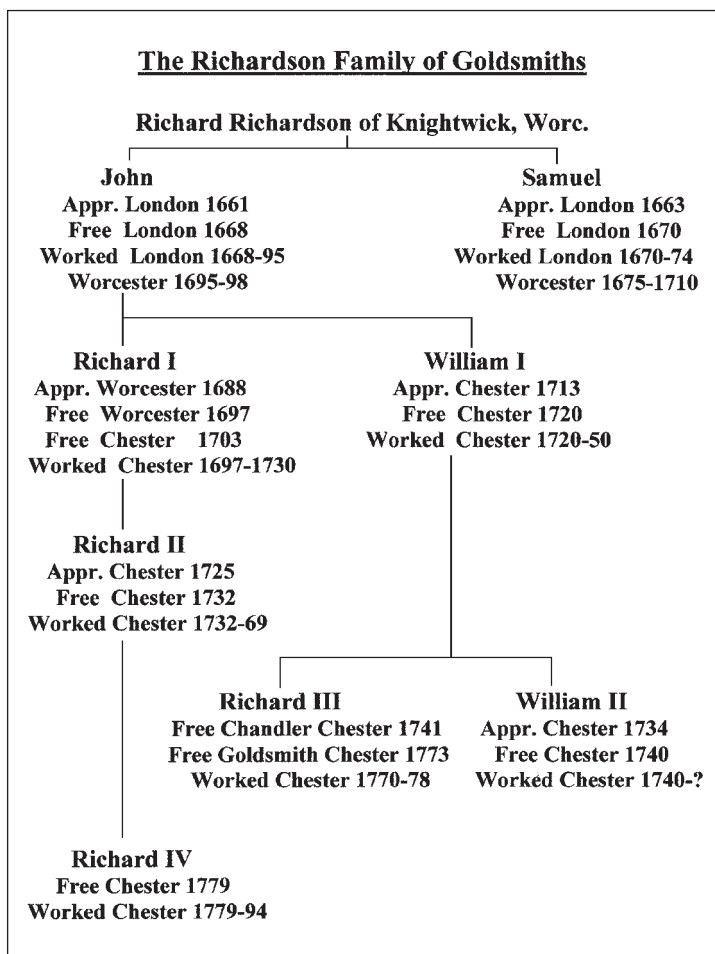 The Richardson Family of Goldsmiths
Richard Richardson of Knightwick, Worc.
John
Appr. London 1661
Free London 1668
Worked London 1668-95
Worcester 1695-98
Samuel
Appr. London 1663
Free London 1670
Worked London 1670-74
Worcester 1675-1710
Richard I
Appr. Worcester 1688
Free Worcester 1697
Free Chester 1703
Worked Chester 1697-1730
William I
Appr. Chester 1713
Free Chester 1720
Worked Chester 1720-50
Richard II
Appr. Chester 1725
Free Chester 1732
Worked Chester 1732-69
Richard III
Free Chandler Chester 1741
Free Goldsmith Chester 1773
Worked Chester 1770-78
William II
Appr. Chester 1734
Free Chester 1740
Worked Chester 1740-?
Richard IV
Free Chester 1779
Worked Chester 1779-94